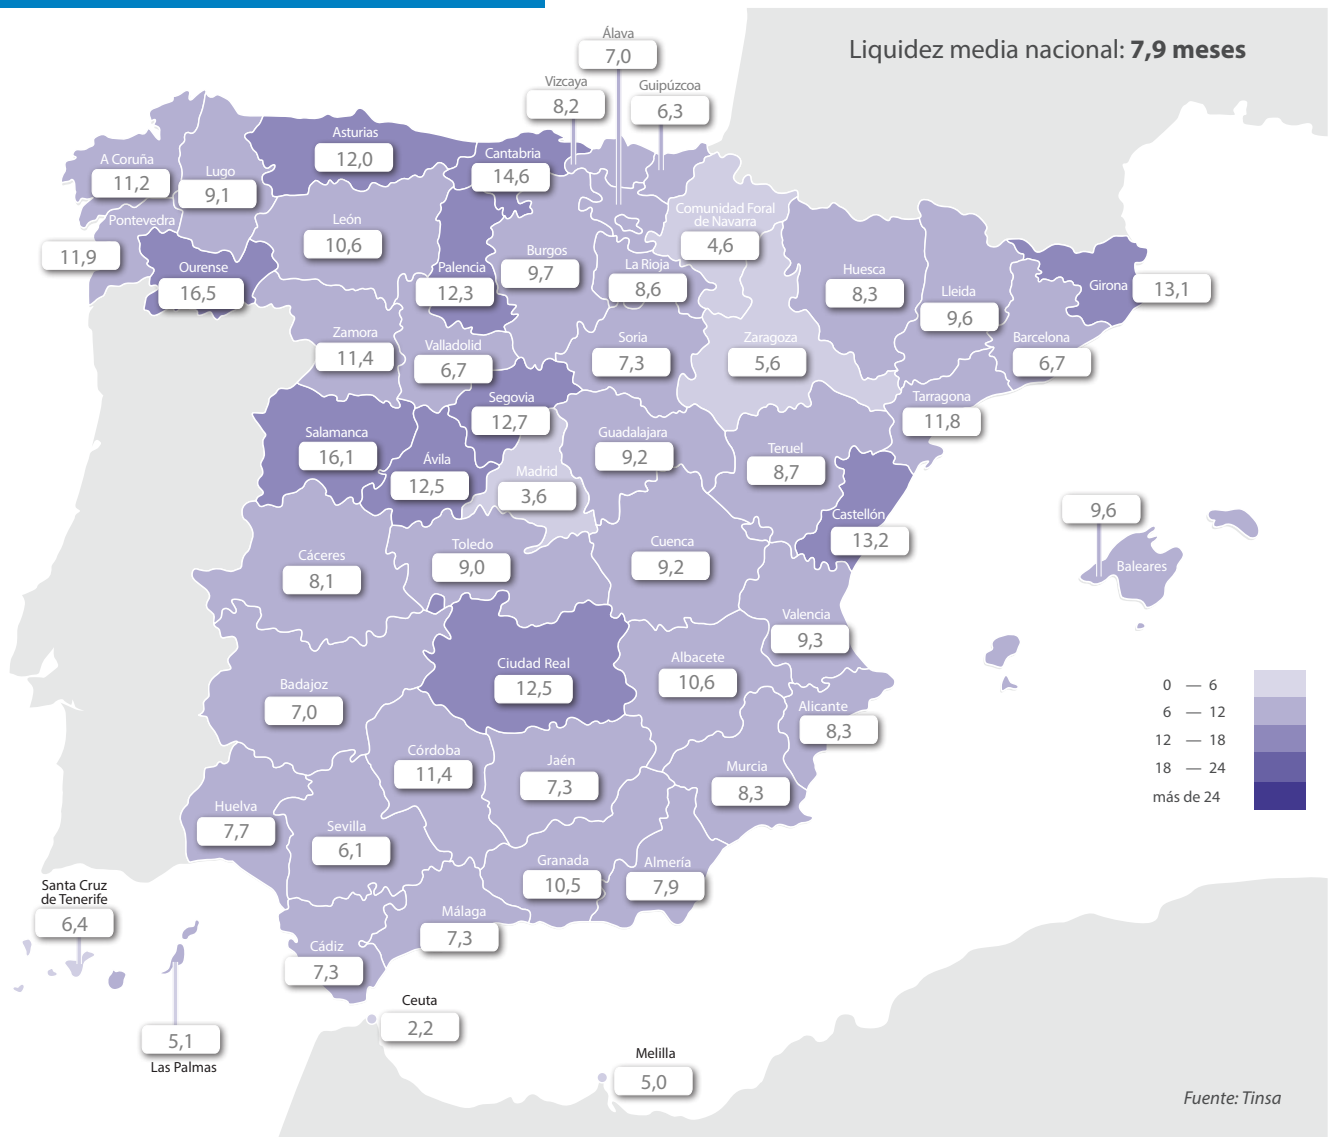 Liquidez media nacional: 7,9 meses
Álava
7,0
Vizcaya
8,2
Guipúzcoa
6,3
Asturias
12,0
Cantabria
14,6
A Coruña
11,2
Lugo
9,1
Pontevedra
11,9
Ourense
16,5
León
10,6
Palencia
12,3
Burgos
9,7
La Rioja
8,6
Comunidad Foral
de Navarra
4,6
Huesca
8,3
Lleida
9,6
Girona
13,1
Barcelona
6,7
Zamora
11,4
Valladolid
6,7
Soria
7,3
Zaragoza
5,6
Tarragona
11,8
Segovia
12,7
Salamanca
16,1
Ávila
12,5
Madrid
3,6
Guadalajara
9,2
Teruel
8,7
Castellón
13,2
9,6
Baleares
Cáceres
8,1
Toledo
9,0
Cuenca
9,2
Valencia
9,3
Badajoz
7,0
Ciudad Real
12,5
Albacete
10,6
Alicante
8,3
0 — 6
6 — 12
12 — 18
18 — 24
más de 24
Córdoba
11,4
Jaén
7,3
Murcia
8,3
Huelva
7,7
Sevilla
6,1
Granada
10,5
Almería
7,9
Santa Cruz
de Tenerife
6,4
Málaga
7,3
Cádiz
7,3
5,1
Las Palmas
Ceuta
2,2
Melilla
5,0
Fuente: Tinsa